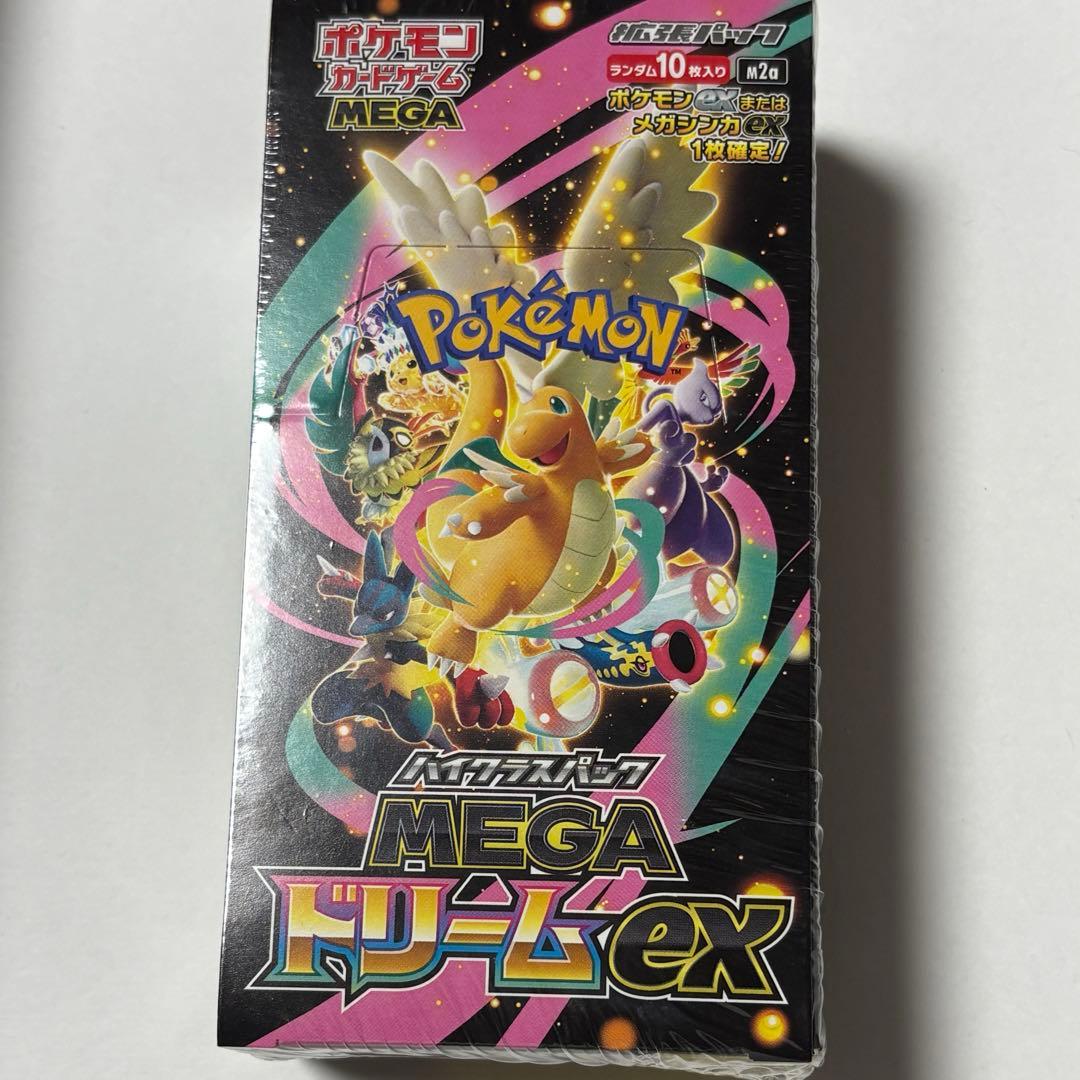 ポケモン
カードゲーム™
MEGA
拡張パック
ランダム10枚入り M2a
ポケモンexまたは
メガシンカex
1枚確定!
POKéMON™
ハイクラスパック
MEGA
ドリームex